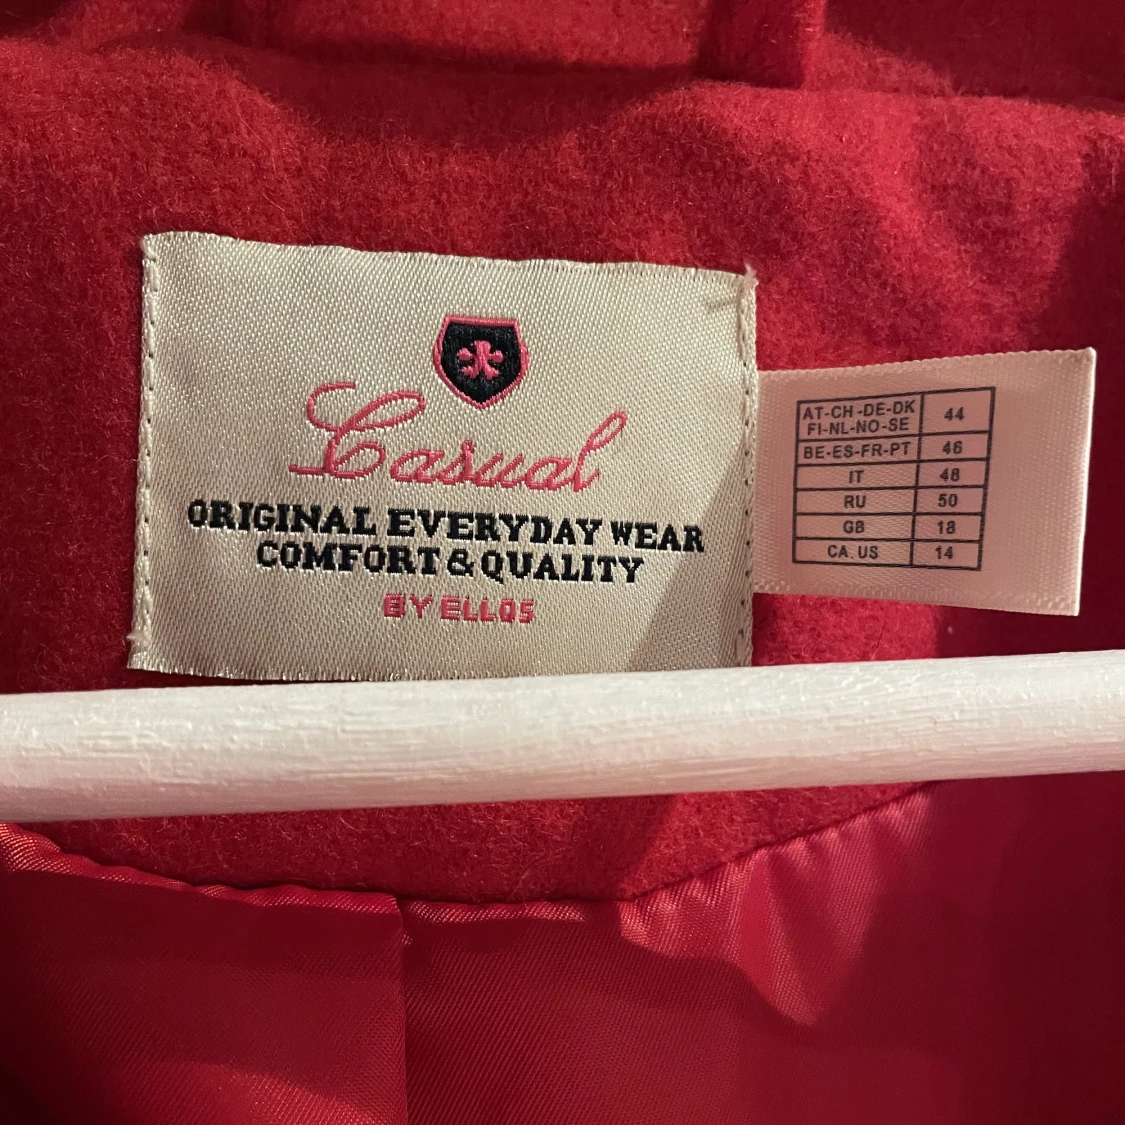 Casual
ORIGINAL EVERYDAY WEAR
COMFORT & QUALITY
BY ELLOS
AT-CH-DE-DK
FI-NL-NO-SE 44
BE-ES-FR-PT 46
IT 48
RU 50
GB 18
CA. US 14